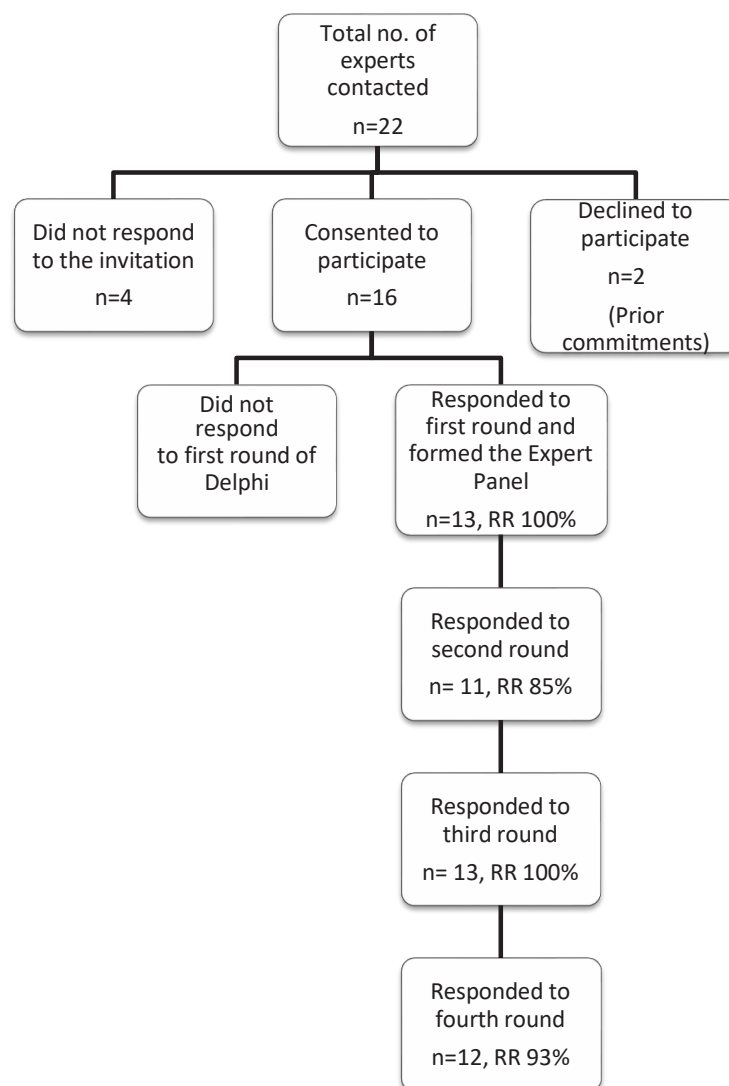 Total no. of
experts
contacted
n=22
Did not respond
to the invitation
n=4
Consented to
participate
n=16
Declined to
participate
n=2
(Prior
commitments)
Did not
respond
to first round of
Delphi
Responded to
first round and
formed the Expert
Panel
n=13, RR 100%
Responded to
second round
n= 11, RR 85%
Responded to
third round
n= 13, RR 100%
Responded to
fourth round
n=12, RR 93%